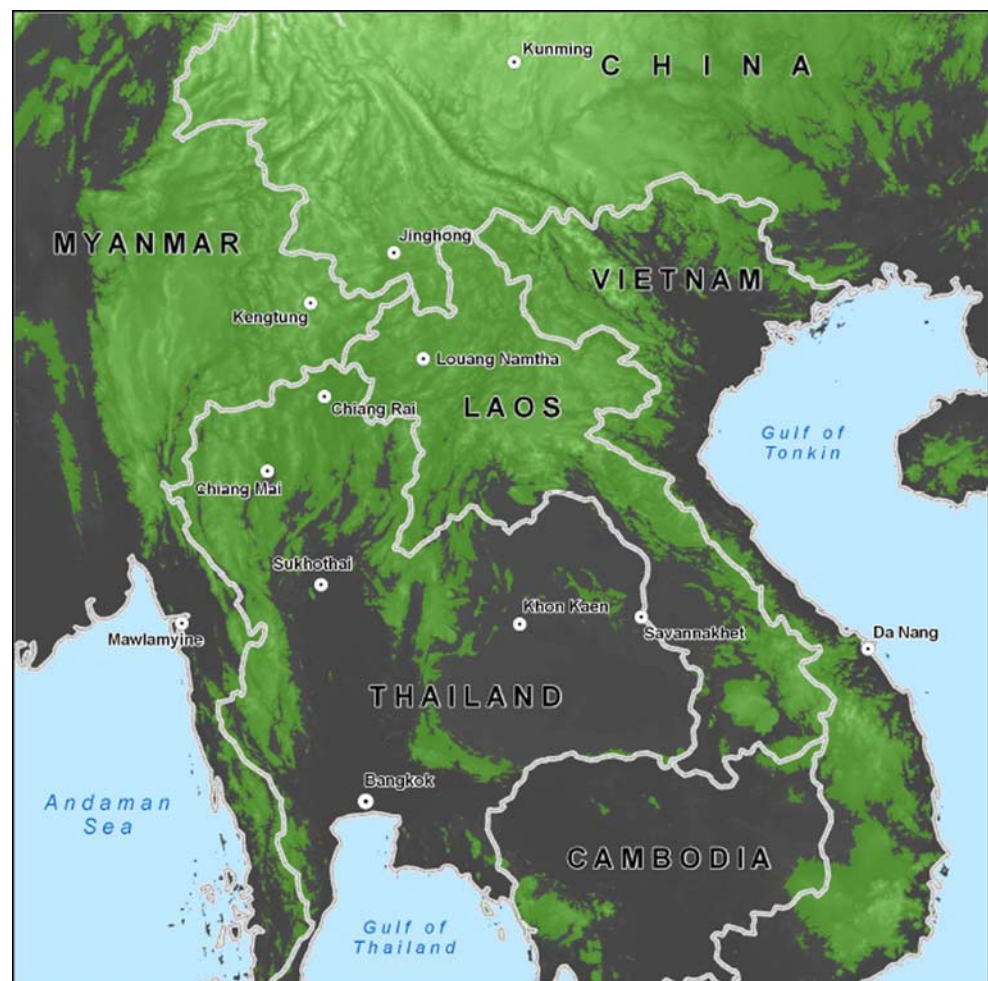 Kunming
CHINA
MYANMAR
Jinghong
VIETNAM
Kengtung
Louang Namtha
Chiang Rai
LAOS
Gulf of
Tonkin
Chiang Mai
Sukhothai
Khon Kaen
Savannakhet
Da Nang
Mawlamyine
THAILAND
Bangkok
Andaman
Sea
CAMBODIA
Gulf of
Thailand